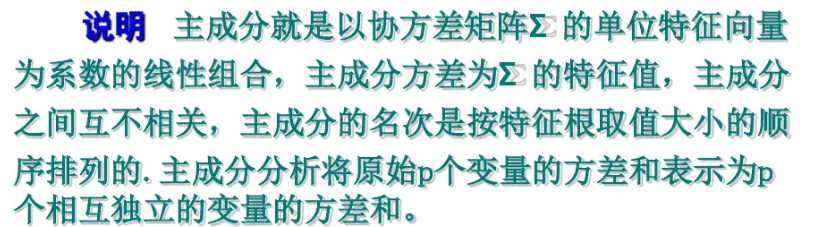 说明 主成分就是以协方差矩阵Σ的单位特征向量
为系数的线性组合，主成分方差为Σ的特征值，主成分
之间互不相关，主成分的名次是按特征根取值大小的顺
序排列的.主成分分析将原始p个变量的方差和表示为p
个相互独立的变量的方差和。